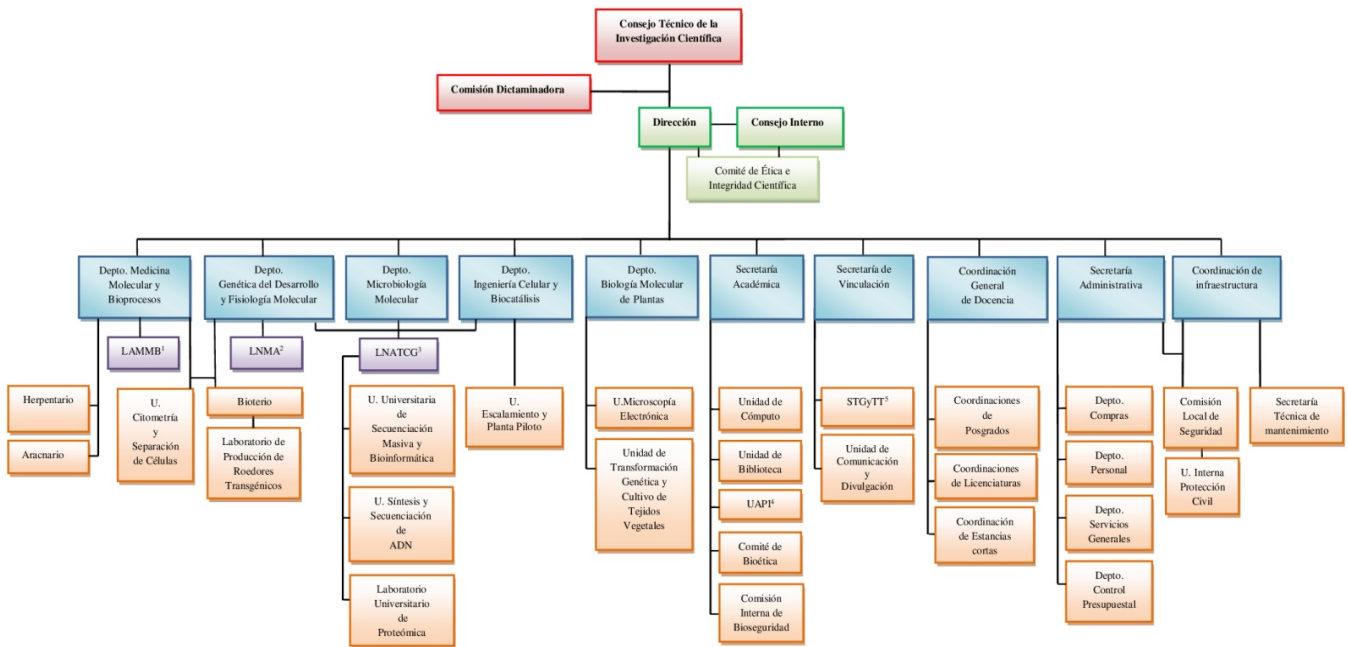 Consejo Técnico de la
Investigación Científica
Comisión Dictaminadora
Dirección
Consejo Interno
Comité de Ética e
Integridad Científica
Depto. Medicina
Molecular y
Bioprocesos
Depto.
Genética del Desarrollo
y Fisiología Molecular
Depto.
Microbiología
Molecular
Depto.
Ingeniería Celular y
Biocatálisis
Depto.
Biología Molecular
de Plantas
Secretaría
Académica
Secretaría de
Vinculación
Coordinación
General
de Docencia
Secretaría
Administrativa
Coordinación de
infraestructura
LAMMB¹
LNMA²
LNATCG³
Herpentario
Aracnario
U.
Citometría
y
Separación
de Células
Bioterio
Laboratorio de
Producción de
Roedores
Transgénicos
U. Universitaria
de
Secuenciación
Masiva y
Bioinformática
U. Síntesis y
Secuenciación
de
ADN
Laboratorio
Universitario
de
Proteómica
U.
Escalamiento y
Planta Piloto
U.Microscopía
Electrónica
Unidad de
Transformación
Genética y
Cultivo de
Tejidos
Vegetales
Unidad de
Cómputo
Unidad de
Biblioteca
UAPI⁴
Comité de
Bioética
Comisión
Interna de
Bioseguridad
STGyTT⁵
Unidad de
Comunicación
y
Divulgación
Coordinaciones
de
Posgrados
Coordinaciones
de Licenciaturas
Coordinación
de Estancias
cortas
Depto.
Compras
Depto.
Personal
Depto.
Servicios
Generales
Depto.
Control
Presupuestal
Comisión
Local de
Seguridad
U. Interna
Protección
Civil
Secretaría
Técnica de
mantenimiento